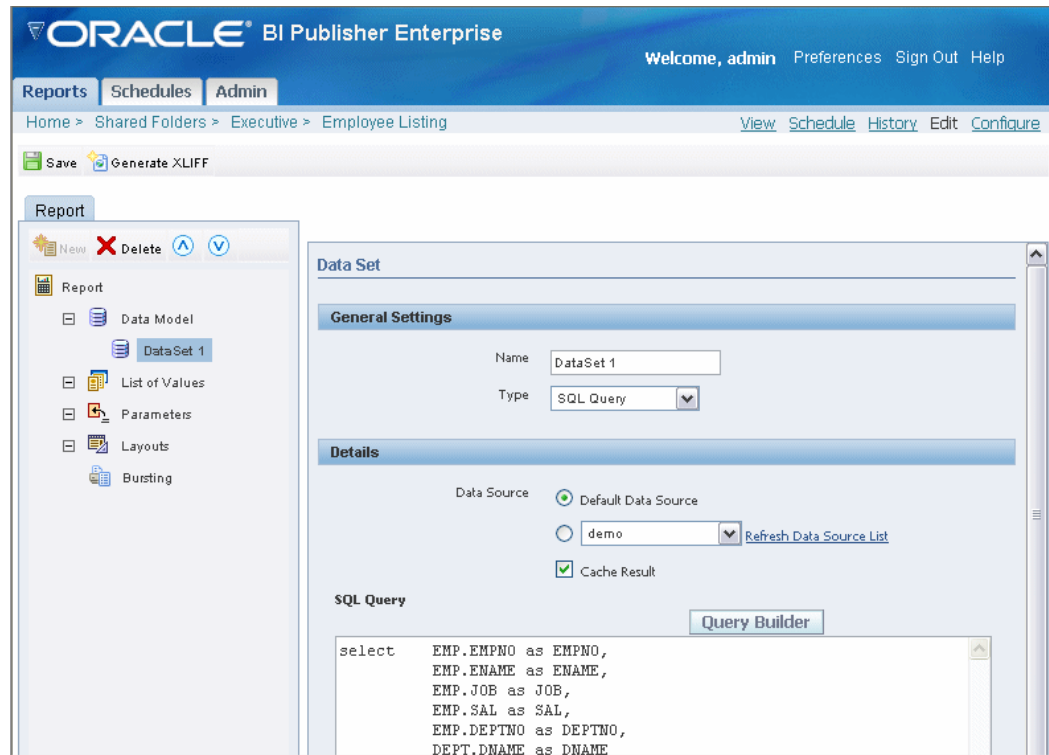 ORACLE BI Publisher Enterprise
Welcome, admin Preferences Sign Out Help
Reports Schedules Admin
Home > Shared Folders > Executive > Employee Listing View Schedule History Edit Configure
Save Generate XLIFF
Report
New Delete
Report
Data Model
DataSet 1
List of Values
Parameters
Layouts
Bursting
Data Set
General Settings
Name DataSet 1
Type SQL Query
Details
Data Source Default Data Source
demo Refresh Data Source List
Cache Result
SQL Query
Query Builder
select EMP.EMPNO as EMPNO,
EMP.ENAME as ENAME,
EMP.JOB as JOB,
EMP.SAL as SAL,
EMP.DEPTNO as DEPTNO,
DEPT.DNAME as DNAME